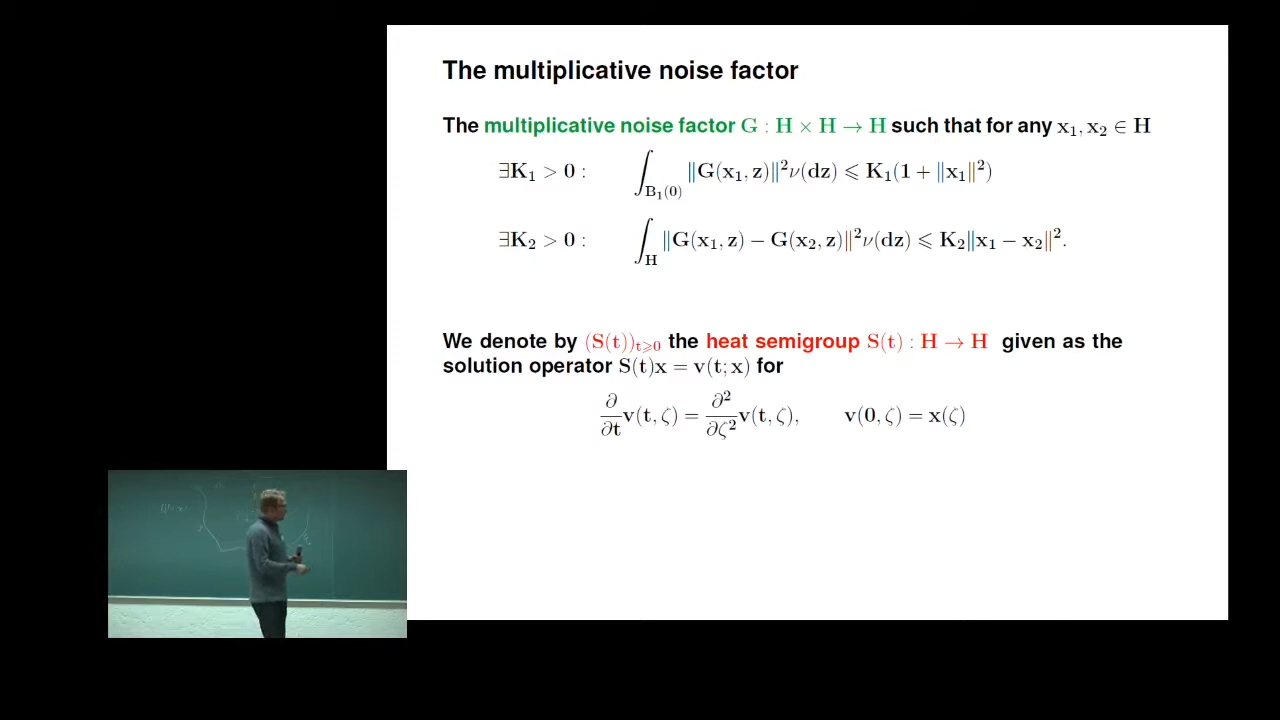 The multiplicative noise factor
The multiplicative noise factor G : H × H → H such that for any x₁, x₂ ∈ H
∃K₁ > 0 : ∫_{B₁(0)} ‖G(x₁, z)‖²ν(dz) ⩽ K₁(1 + ‖x₁‖²)
∃K₂ > 0 : ∫_H ‖G(x₁, z) − G(x₂, z)‖²ν(dz) ⩽ K₂‖x₁ − x₂‖².
We denote by (S(t))_{t⩾0} the heat semigroup S(t) : H → H given as the
solution operator S(t)x = v(t; x) for
∂/∂t v(t, ζ) = ∂²/∂ζ² v(t, ζ), v(0, ζ) = x(ζ)